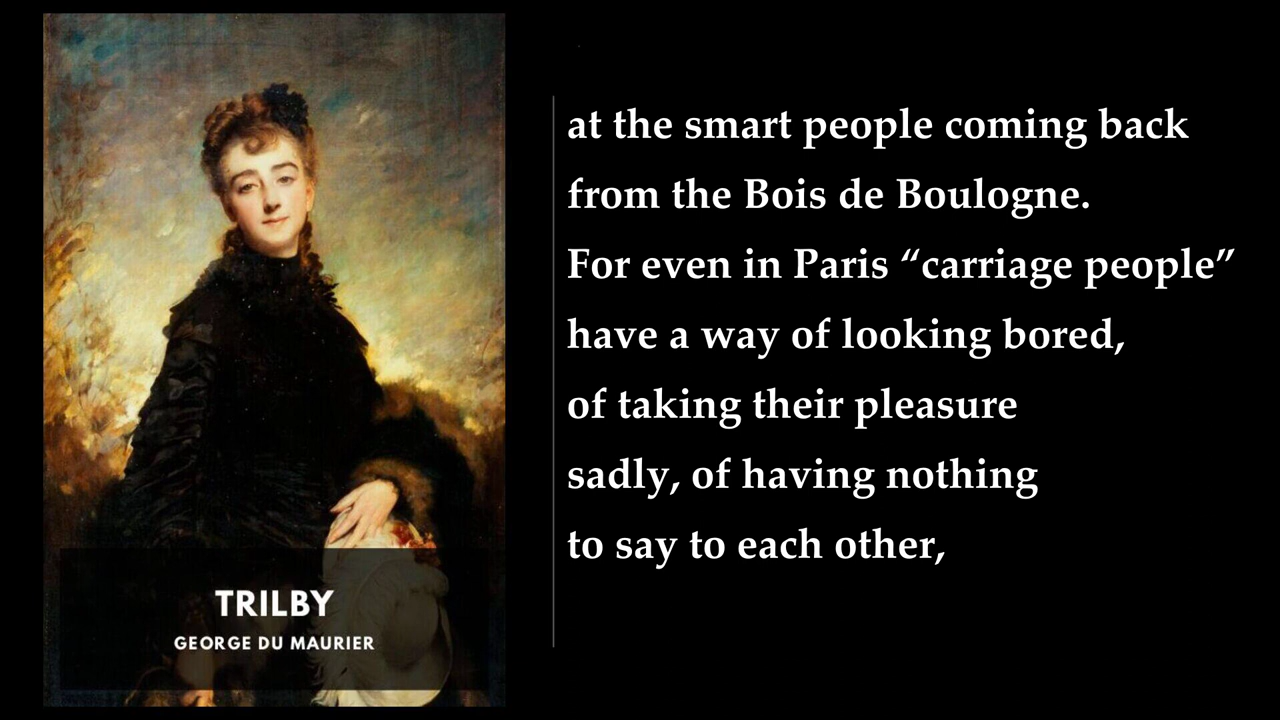 TRILBY
GEORGE DU MAURIER
at the smart people coming back
from the Bois de Boulogne.
For even in Paris “carriage people”
have a way of looking bored,
of taking their pleasure
sadly, of having nothing
to say to each other,